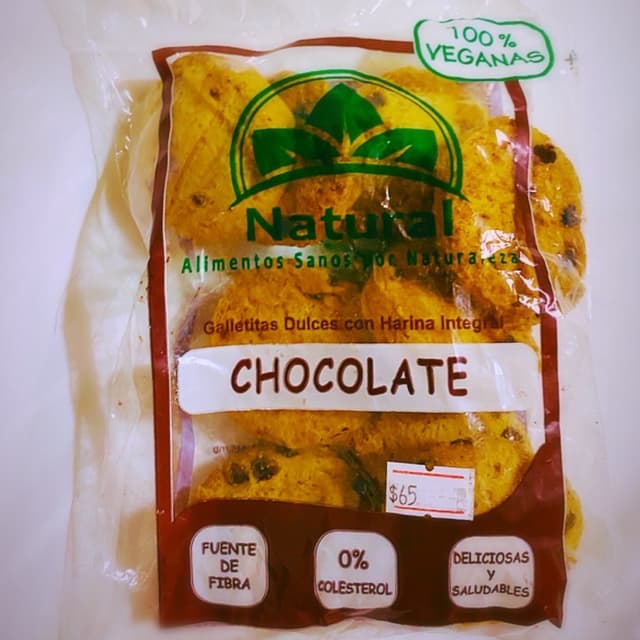 100%
VEGANAS
Natural
Alimentos Sanos por Naturaleza
Galletitas Dulces con Harina Integral
CHOCOLATE
$65
FUENTE
DE
FIBRA
0%
COLESTEROL
DELICIOSAS
Y
SALUDABLES